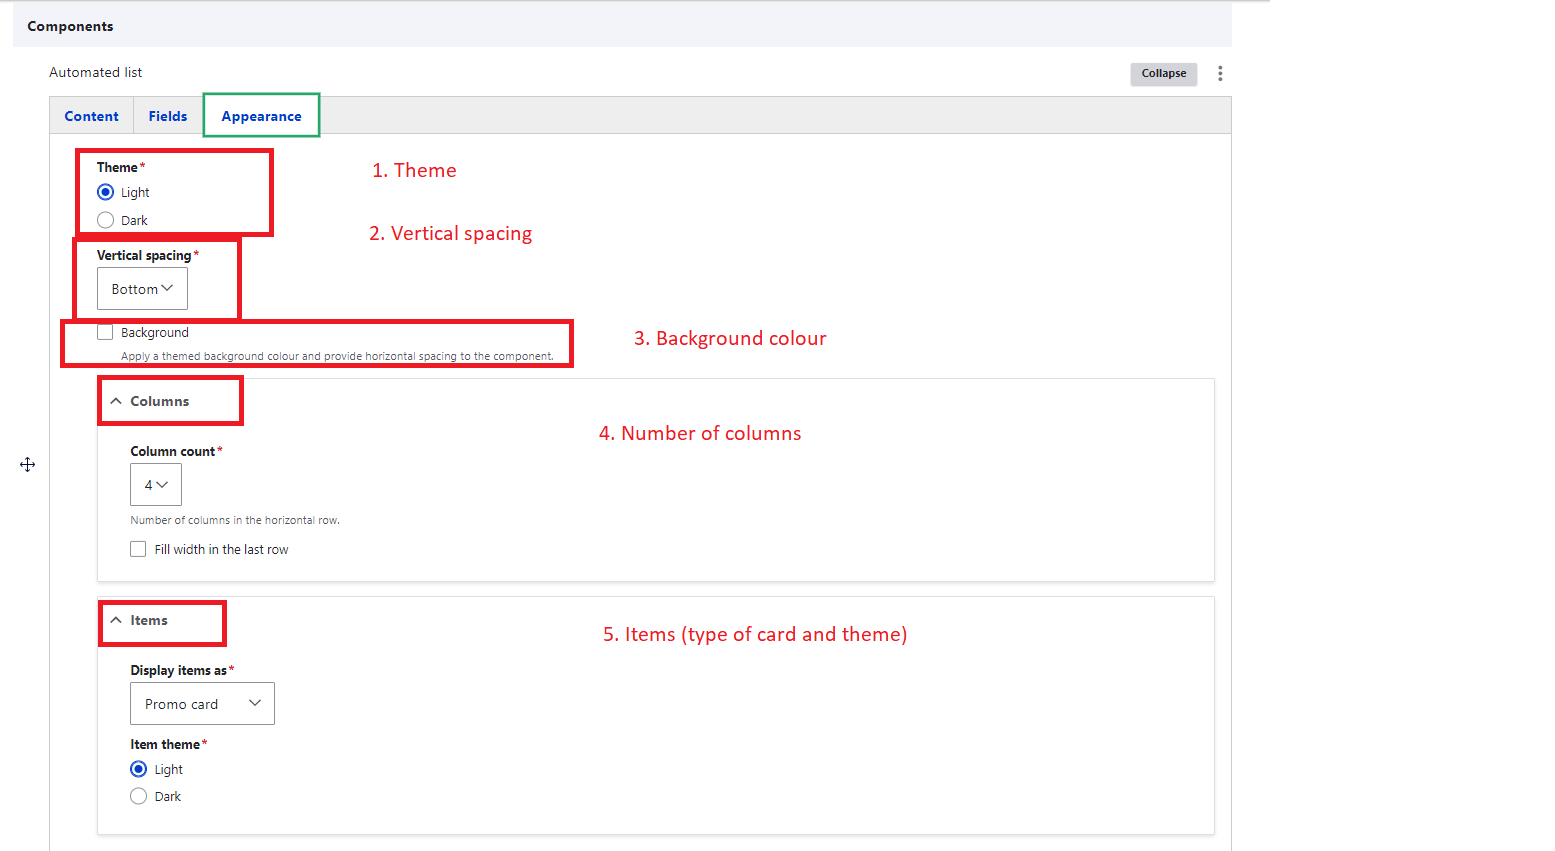 Components
Automated list
Collapse
Content Fields Appearance
Theme*
1. Theme
Light
Dark
2. Vertical spacing
Vertical spacing*
Bottom
Background
3. Background colour
Apply a themed background colour and provide horizontal spacing to the component.
Columns
4. Number of columns
Column count*
4
Number of columns in the horizontal row.
Fill width in the last row
Items
5. Items (type of card and theme)
Display items as*
Promo card
Item theme*
Light
Dark